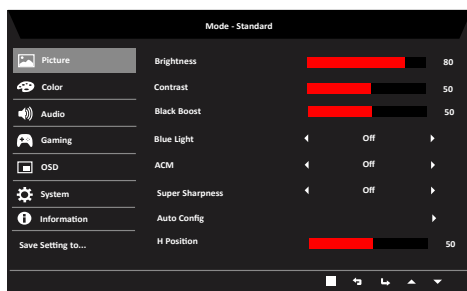 Mode - Standard
Picture
Brightness 80
Color
Contrast 50
Audio
Black Boost 50
Gaming
Blue Light Off
OSD
ACM Off
System
Super Sharpness Off
Information
Auto Config
Save Setting to...
H Position 50